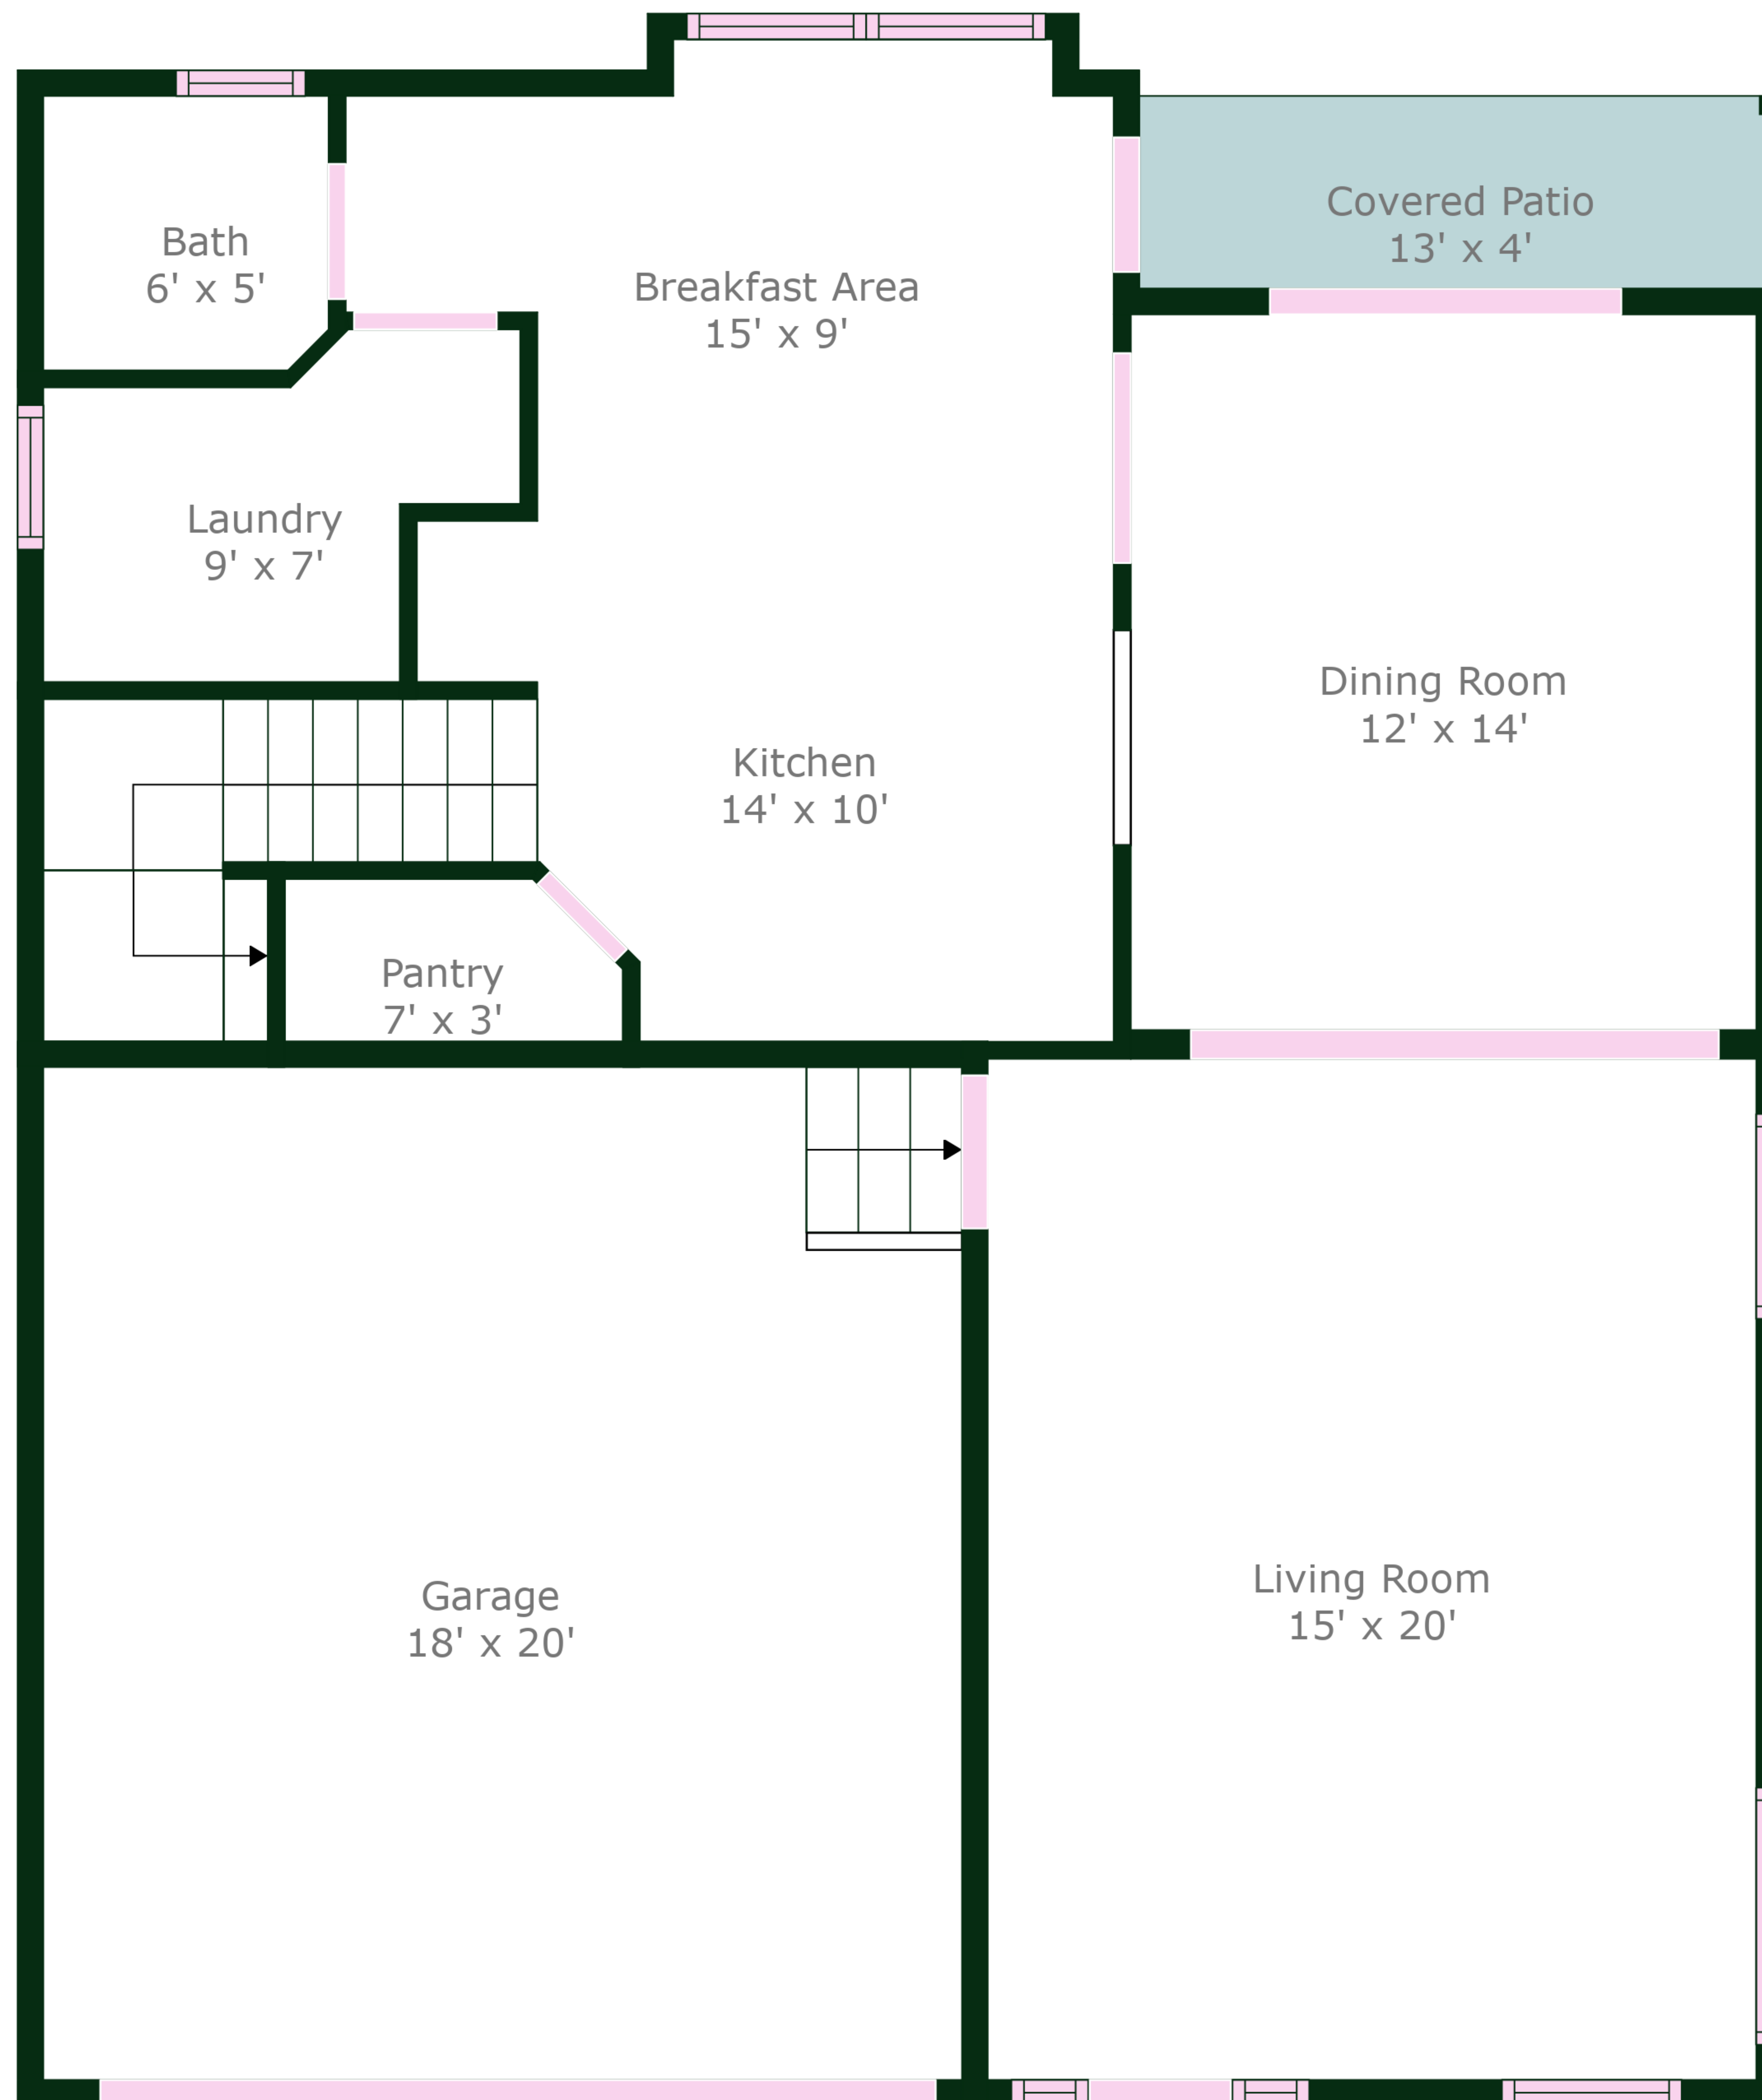 Covered Patio
13' x 4'
Bath
6' x 5'
Breakfast Area
15' x 9'
Laundry
9' x 7'
Dining Room
12' x 14'
Kitchen
14' x 10'
Pantry
7' x 3'
Living Room
15' x 20'
Garage
18' x 20'